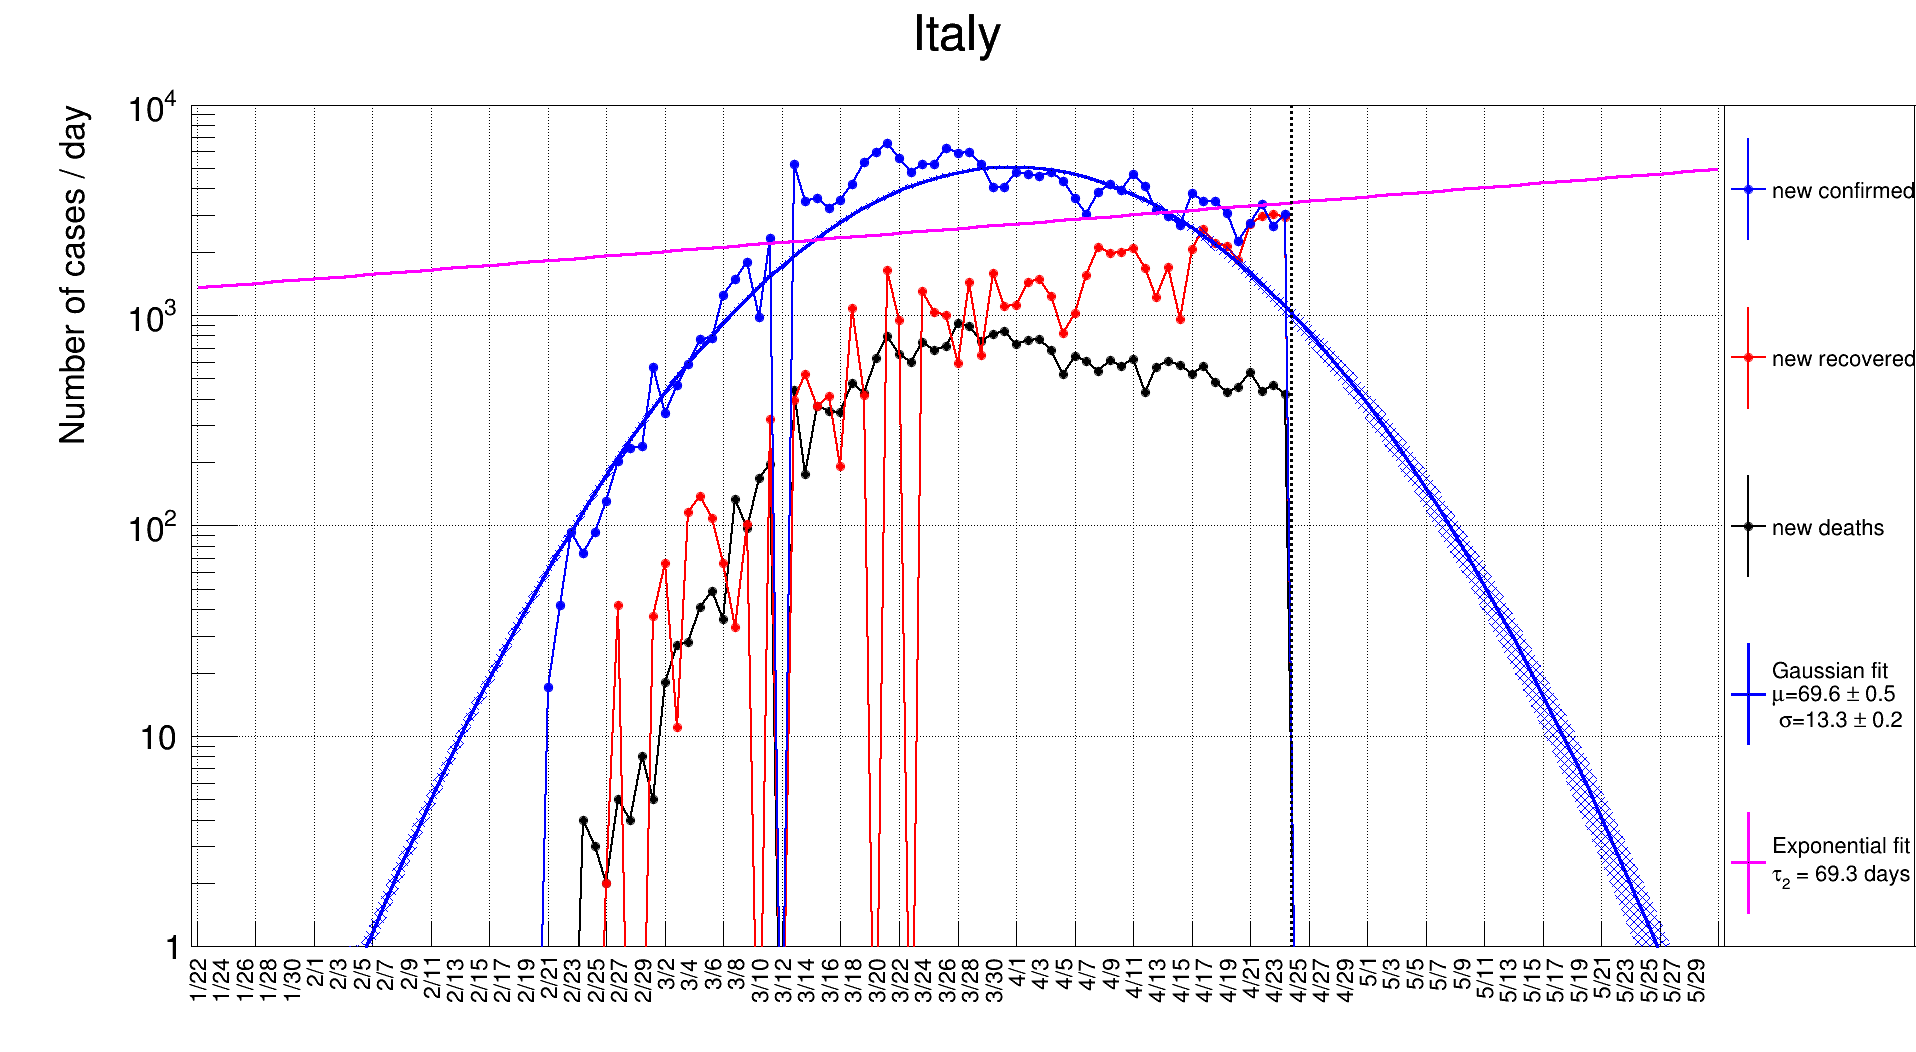 Italy
Number of cases / day
10^4
10^3
10^2
10
1
1/22 1/24 1/26 1/28 1/30 2/1 2/3 2/5 2/7 2/9 2/11 2/13 2/15 2/17 2/19 2/21 2/23 2/25 2/27 2/29 3/2 3/4 3/6 3/8 3/10 3/12 3/14 3/16 3/18 3/20 3/22 3/24 3/26 3/28 3/30 4/1 4/3 4/5 4/7 4/9 4/11 4/13 4/15 4/17 4/19 4/21 4/23 4/25 4/27 4/29 5/1 5/3 5/5 5/7 5/9 5/11 5/13 5/15 5/17 5/19 5/21 5/23 5/25 5/27 5/29
new confirmed
new recovered
new deaths
Gaussian fit
μ=69.6 ± 0.5
σ=13.3 ± 0.2
Exponential fit
τ₂ = 69.3 days